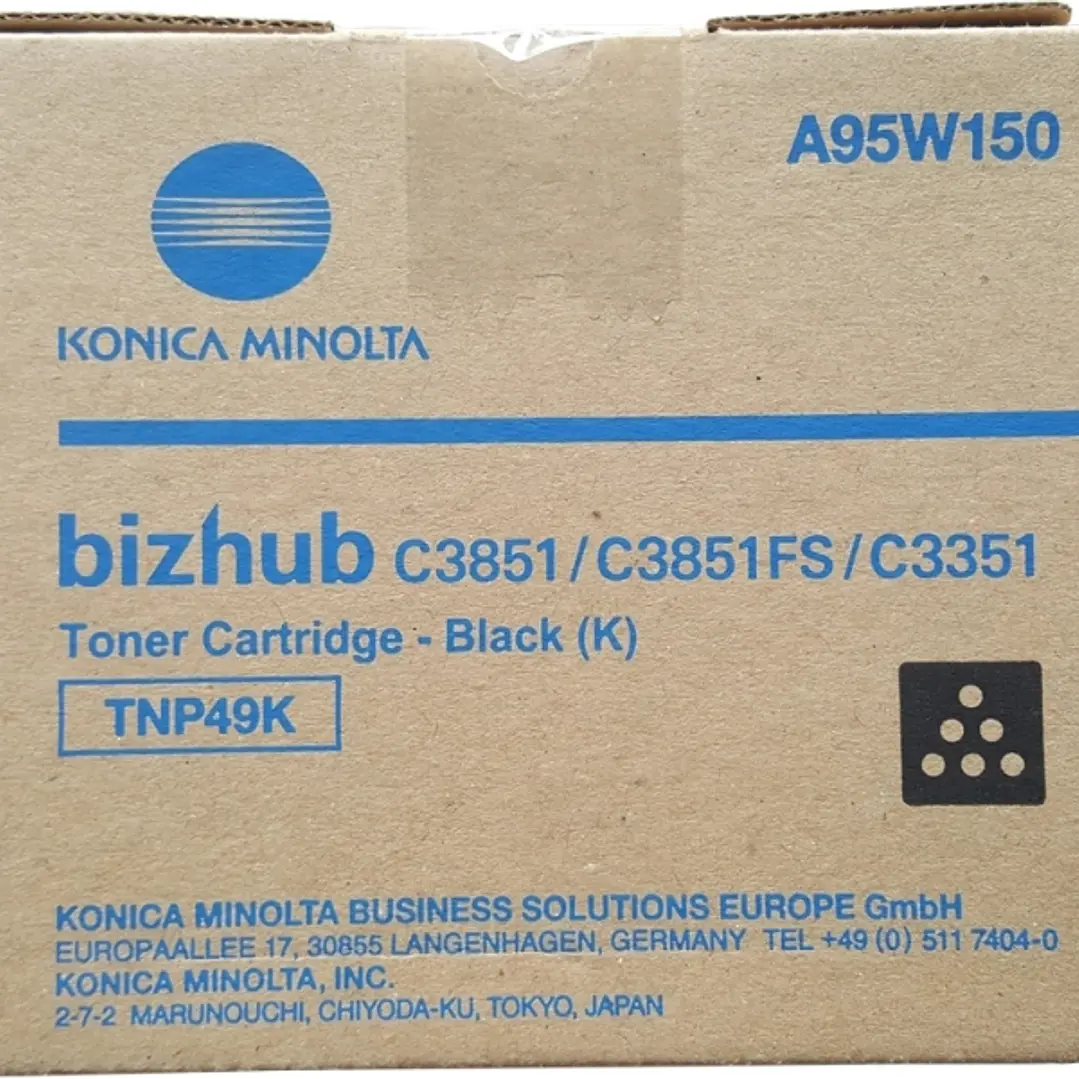 A95W150
KONICA MINOLTA
bizhub C3851/C3851FS/C3351
Toner Cartridge - Black (K)
TNP49K
KONICA MINOLTA BUSINESS SOLUTIONS EUROPE GmbH
EUROPAALLEE 17, 30855 LANGENHAGEN, GERMANY TEL +49 (0) 511 7404-0
KONICA MINOLTA, INC.
2-7-2 MARUNOUCHI, CHIYODA-KU, TOKYO, JAPAN